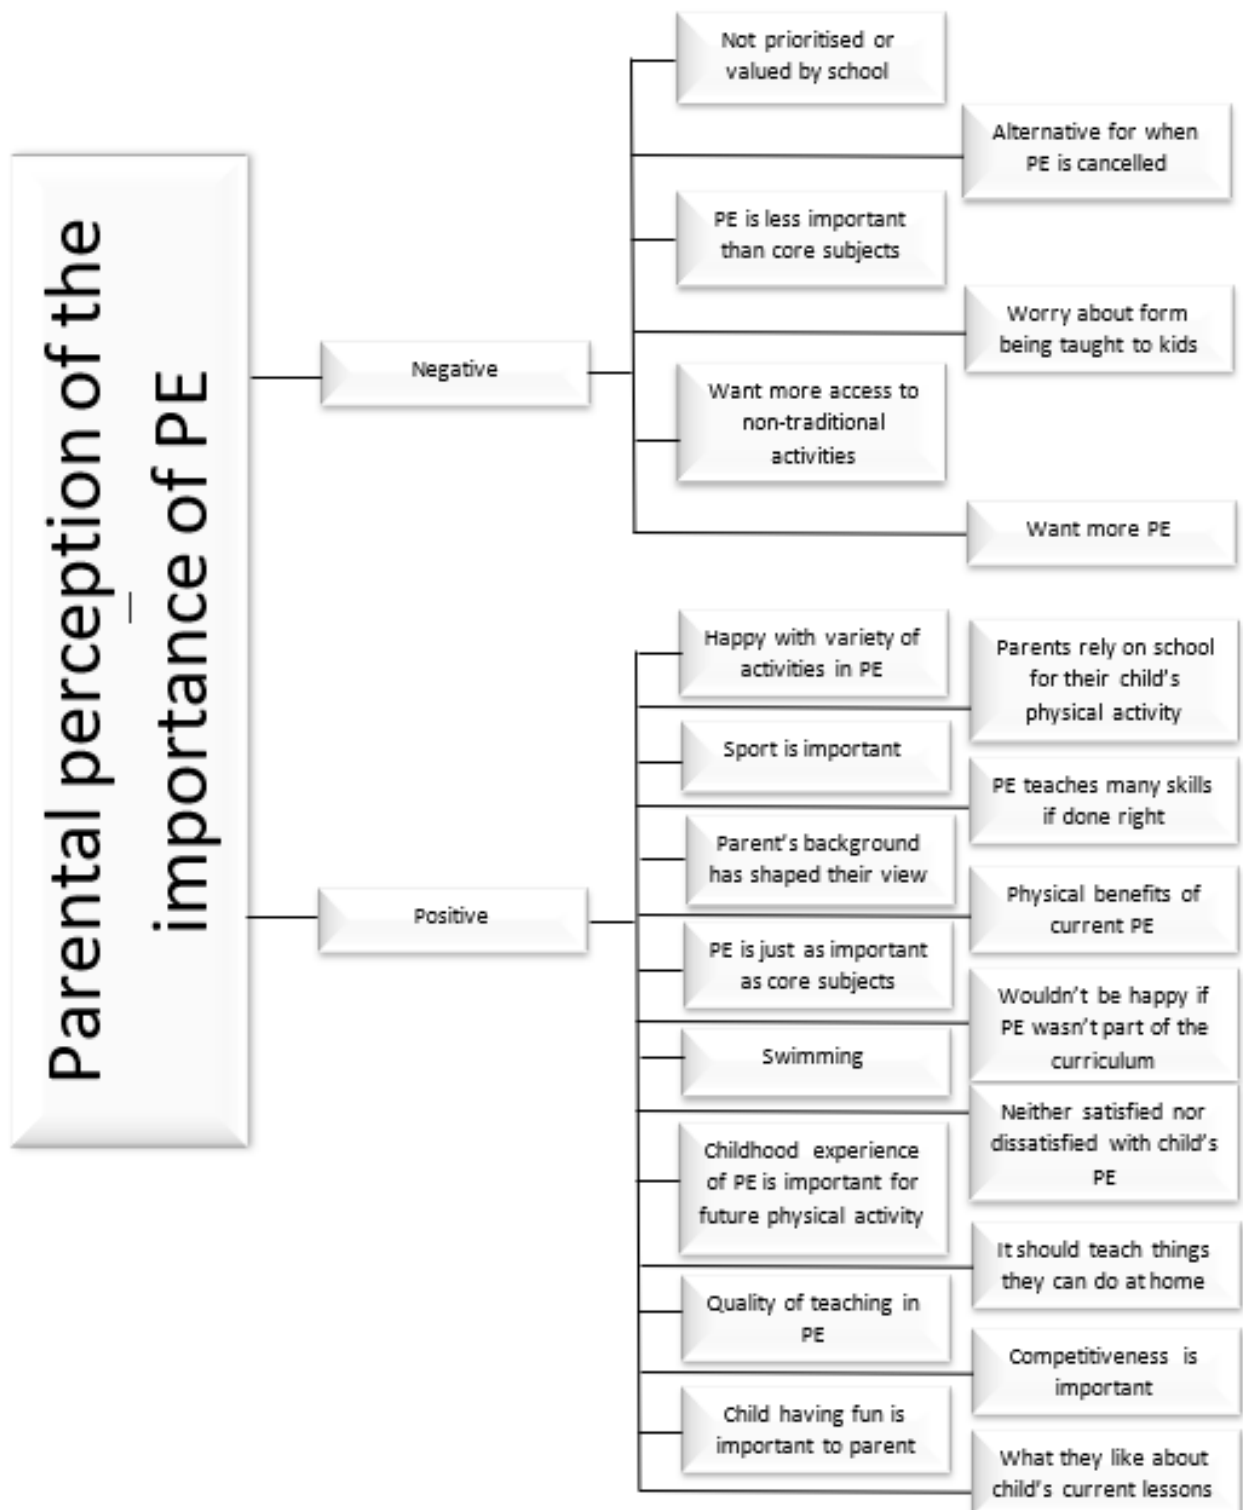 Parental perception of the
importance of PE
Negative
Not prioritised or
valued by school
Alternative for when
PE is cancelled
PE is less important
than core subjects
Worry about form
being taught to kids
Want more access to
non-traditional
activities
Want more PE
Positive
Happy with variety of
activities in PE
Parents rely on school
for their child's
physical activity
Sport is important
PE teaches many skills
if done right
Parent's background
has shaped their view
Physical benefits of
current PE
PE is just as important
as core subjects
Wouldn't be happy if
PE wasn't part of the
curriculum
Swimming
Neither satisfied nor
dissatisfied with child's
PE
Childhood experience
of PE is important for
future physical activity
It should teach things
they can do at home
Quality of teaching in
PE
Competitiveness is
important
Child having fun is
important to parent
What they like about
child's current lessons